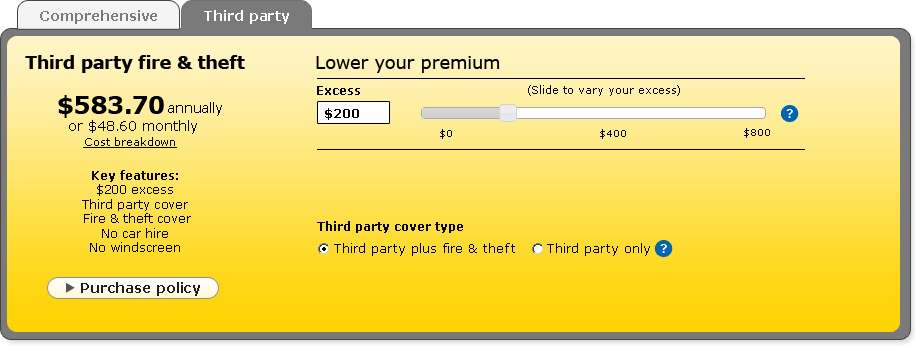 Comprehensive
Third party
Third party fire & theft
$583.70 annually
or $48.60 monthly
Cost breakdown
Key features:
$200 excess
Third party cover
Fire & theft cover
No car hire
No windscreen
Purchase policy
Lower your premium
Excess
(Slide to vary your excess)
$200
?
$0
$400
$800
Third party cover type
Third party plus fire & theft
Third party only
?